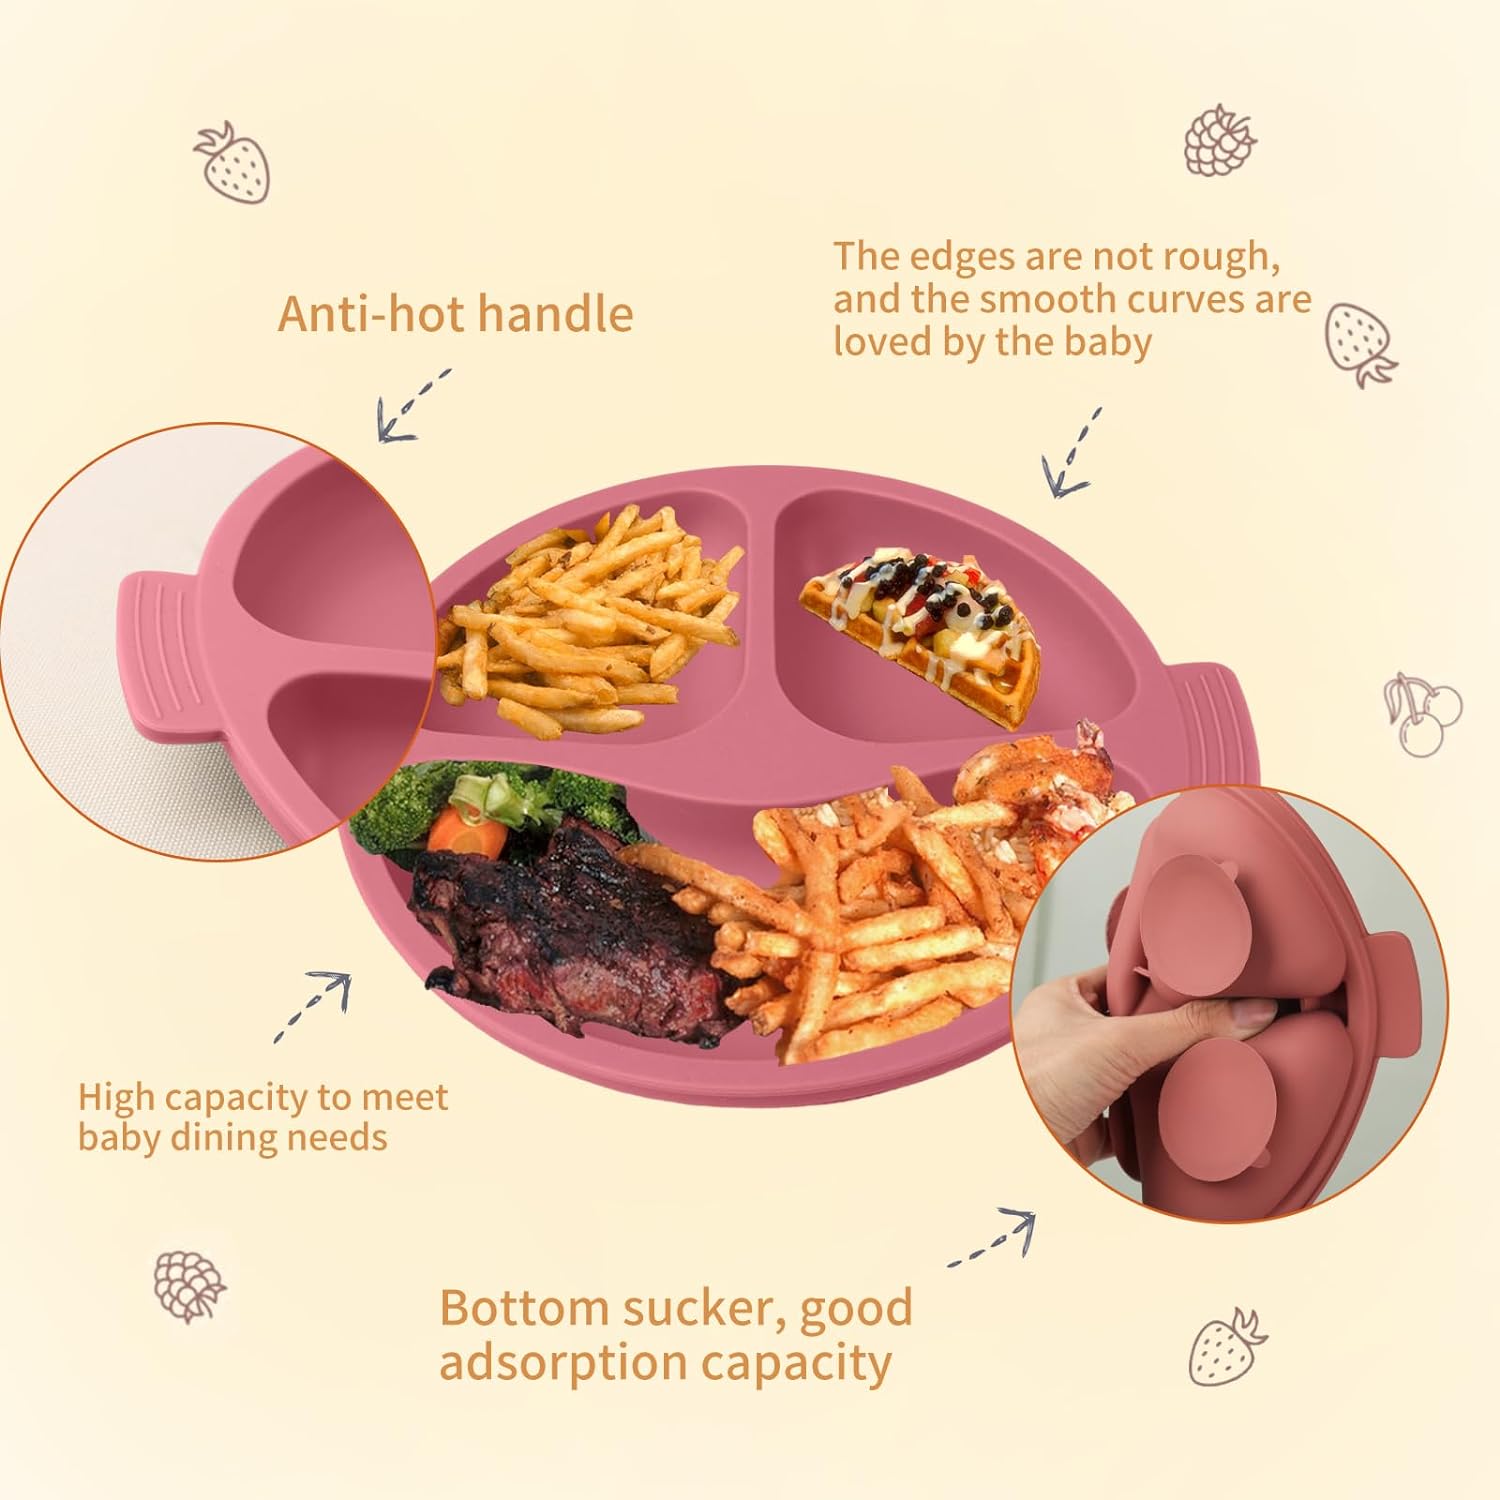 Anti-hot handle
The edges are not rough,
and the smooth curves are
loved by the baby
High capacity to meet
baby dining needs
Bottom sucker, good
adsorption capacity